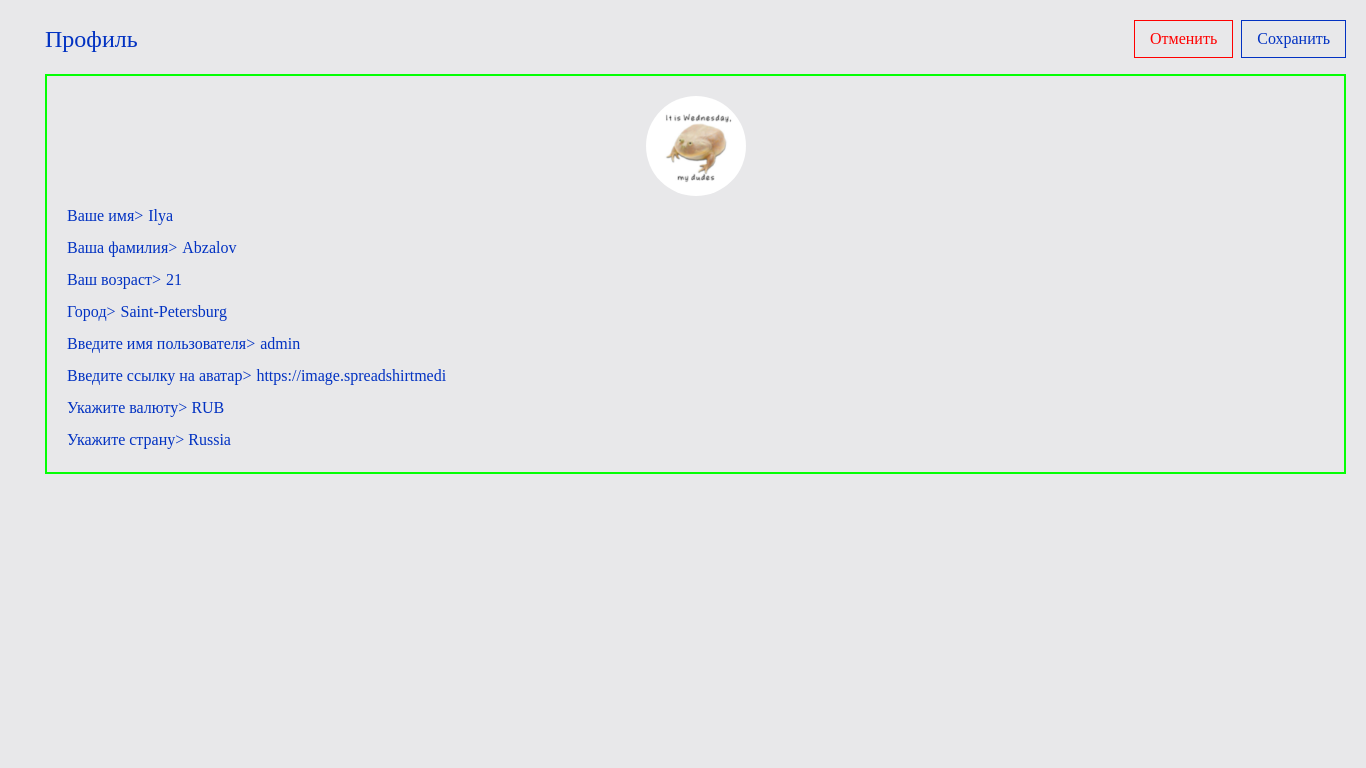 Профиль
Отменить
Сохранить
It is Wednesday,
my dudes
Ваше имя> Ilya
Ваша фамилия> Abzalov
Ваш возраст> 21
Город> Saint-Petersburg
Введите имя пользователя> admin
Введите ссылку на аватар> https://image.spreadshirtmedi
Укажите валюту> RUB
Укажите страну> Russia